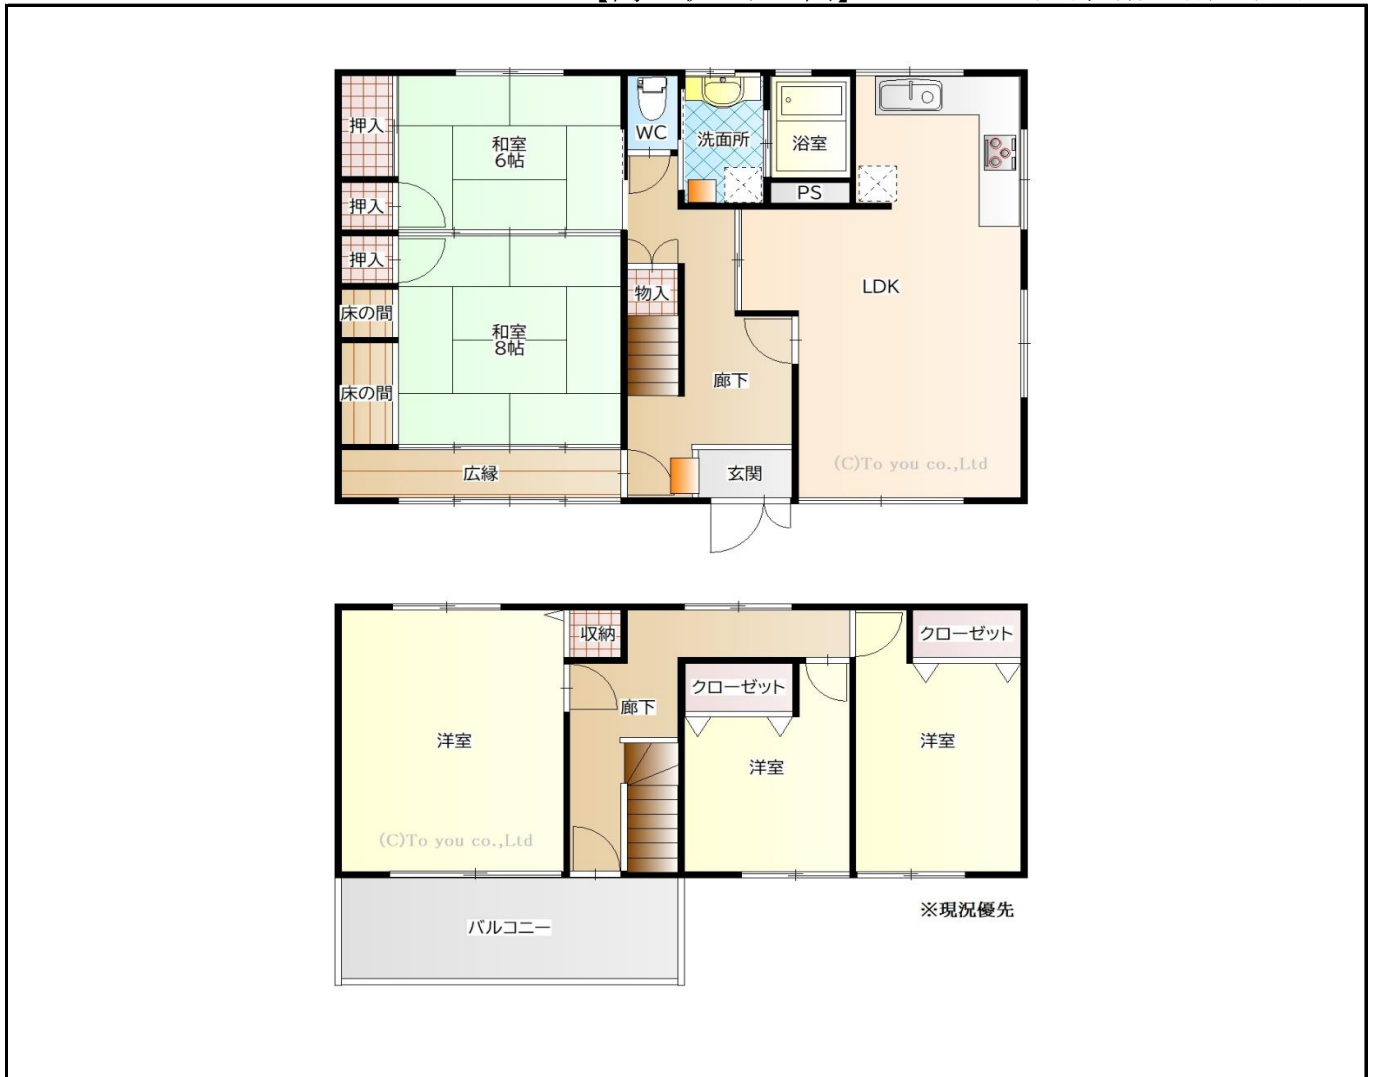 押入
和室
6帖
WC
洗面所
浴室
押入
PS
押入
物入
LDK
床の間
和室
8帖
床の間
廊下
広縁
玄関
(C)To you co.,Ltd
収納
クローゼット
クローゼット
廊下
洋室
洋室
洋室
(C)To you co.,Ltd
※現況優先
バルコニー